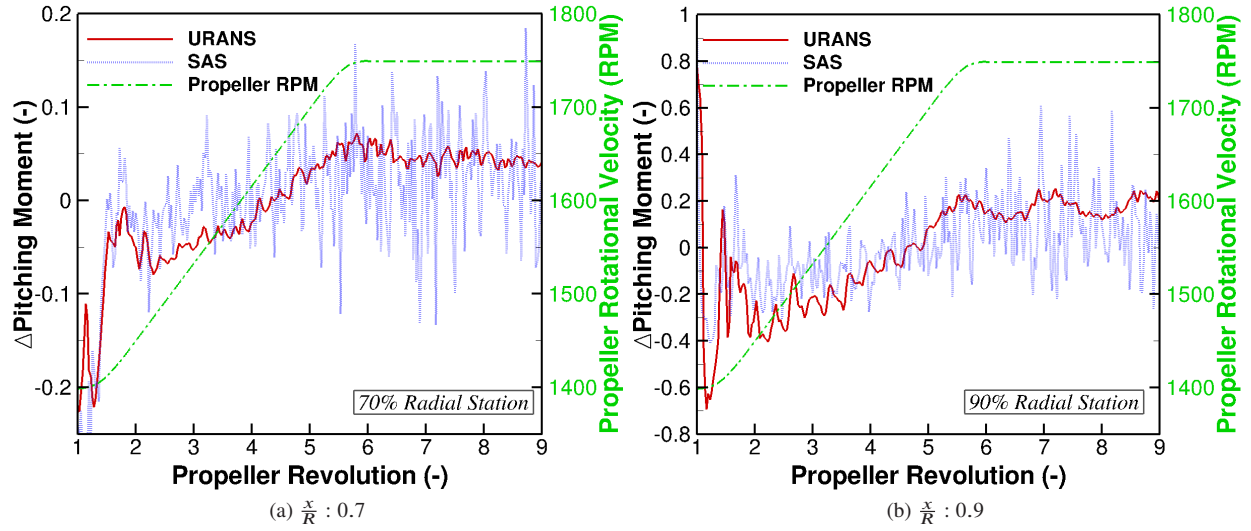 0.2
0.1
0
-0.1
-0.2
△Pitching Moment (-)
URANS
SAS
Propeller RPM
1800
1700
1600
1500
1400
Propeller Rotational Velocity (RPM)
70% Radial Station
1 2 3 4 5 6 7 8 9
Propeller Revolution (-)
(a) x/R : 0.7
1
0.8
0.6
0.4
0.2
0
-0.2
-0.4
-0.6
-0.8
△Pitching Moment (-)
URANS
SAS
Propeller RPM
1800
1700
1600
1500
1400
Propeller Rotational Velocity (RPM)
90% Radial Station
1 2 3 4 5 6 7 8 9
Propeller Revolution (-)
(b) x/R : 0.9